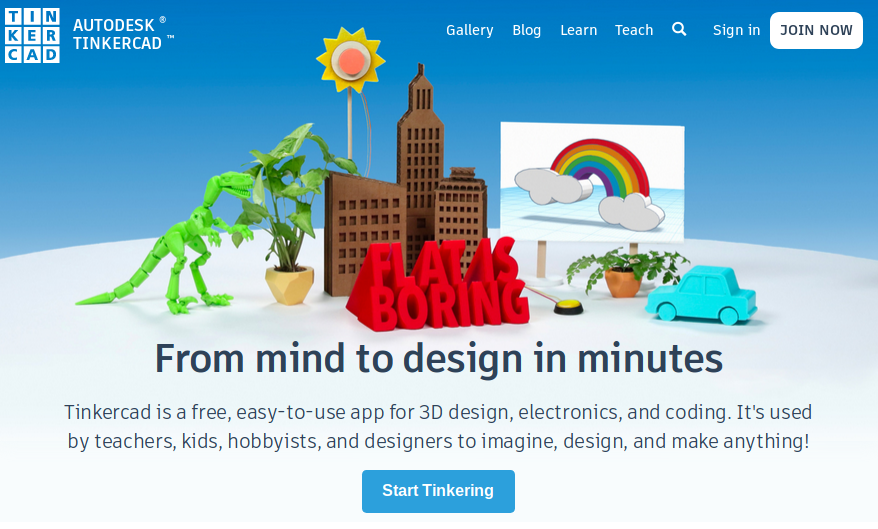 TIN
KER
CAD
AUTODESK ®
TINKERCAD ™
Gallery Blog Learn Teach Sign in JOIN NOW
FLAT IS
BORING
From mind to design in minutes
Tinkercad is a free, easy-to-use app for 3D design, electronics, and coding. It's used
by teachers, kids, hobbyists, and designers to imagine, design, and make anything!
Start Tinkering